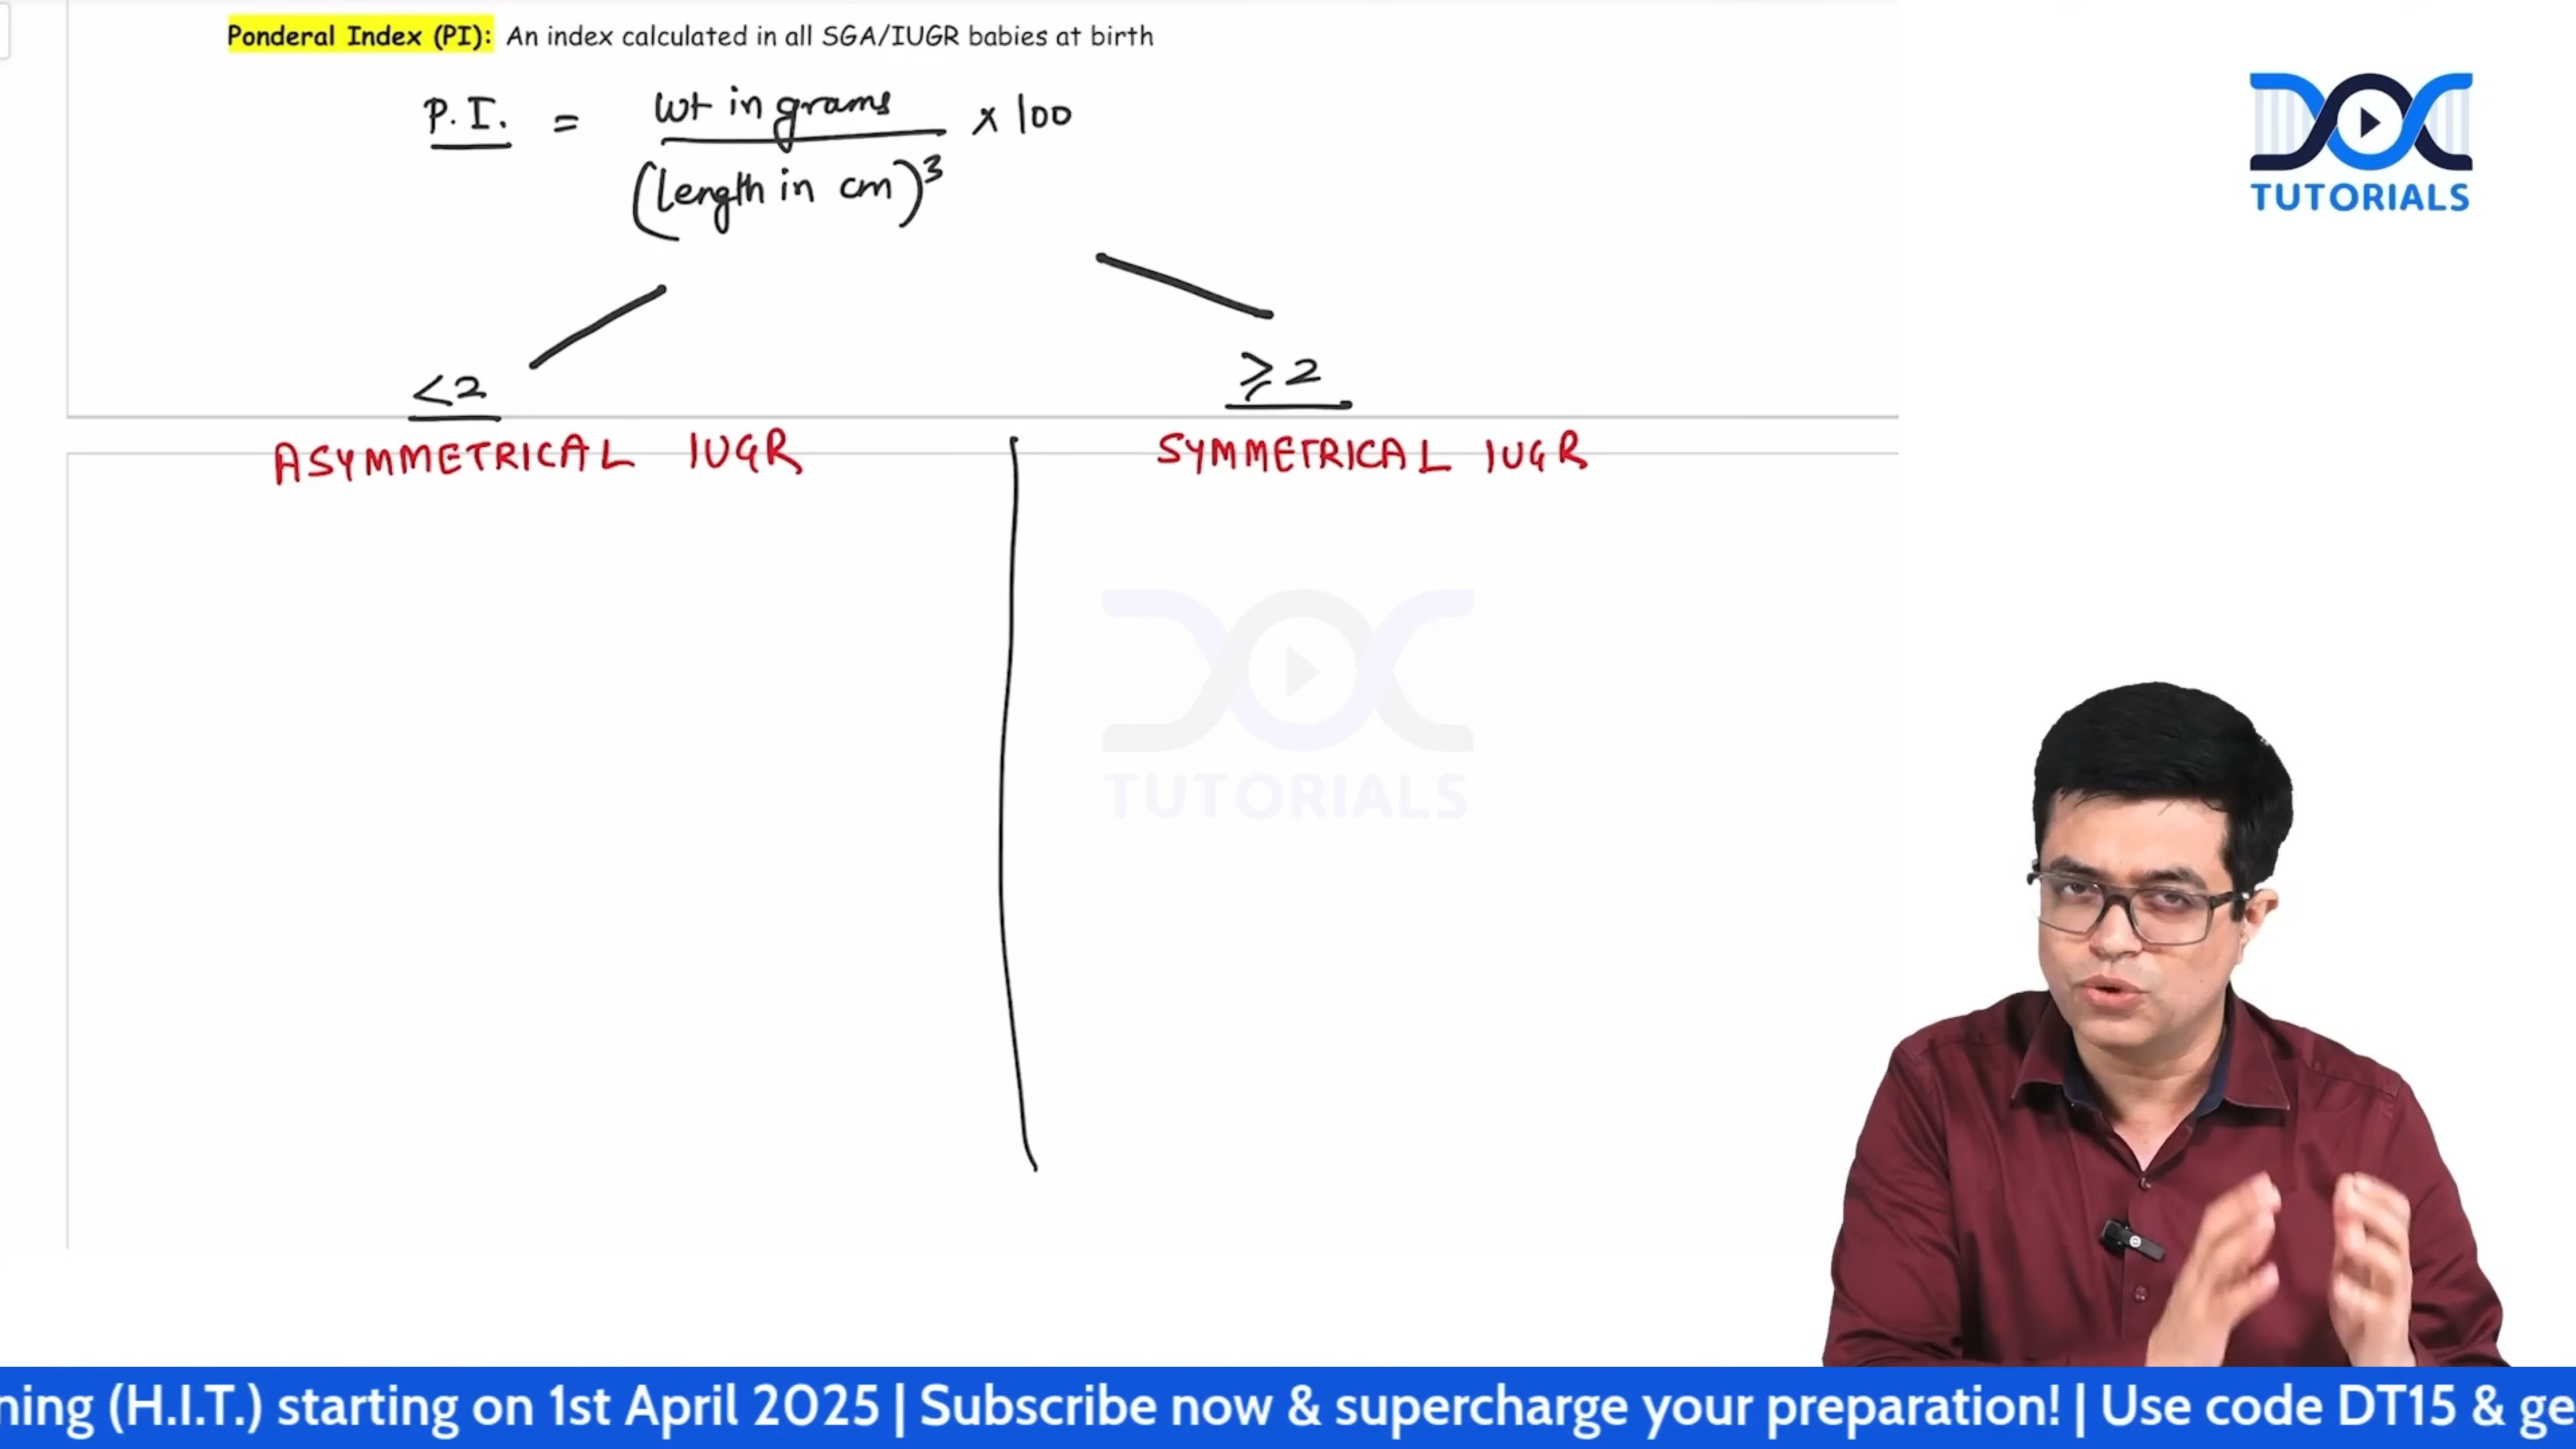 Ponderal Index (PI): An index calculated in all SGA/IUGR babies at birth
P.I. = wt in grams / (length in cm)³ × 100
<2
≥2
ASYMMETRICAL IUGR
SYMMETRICAL IUGR
DOC
TUTORIALS
DOC
TUTORIALS
ning (H.I.T.) starting on 1st April 2025 | Subscribe now & supercharge your preparation! | Use code DT15 & ge